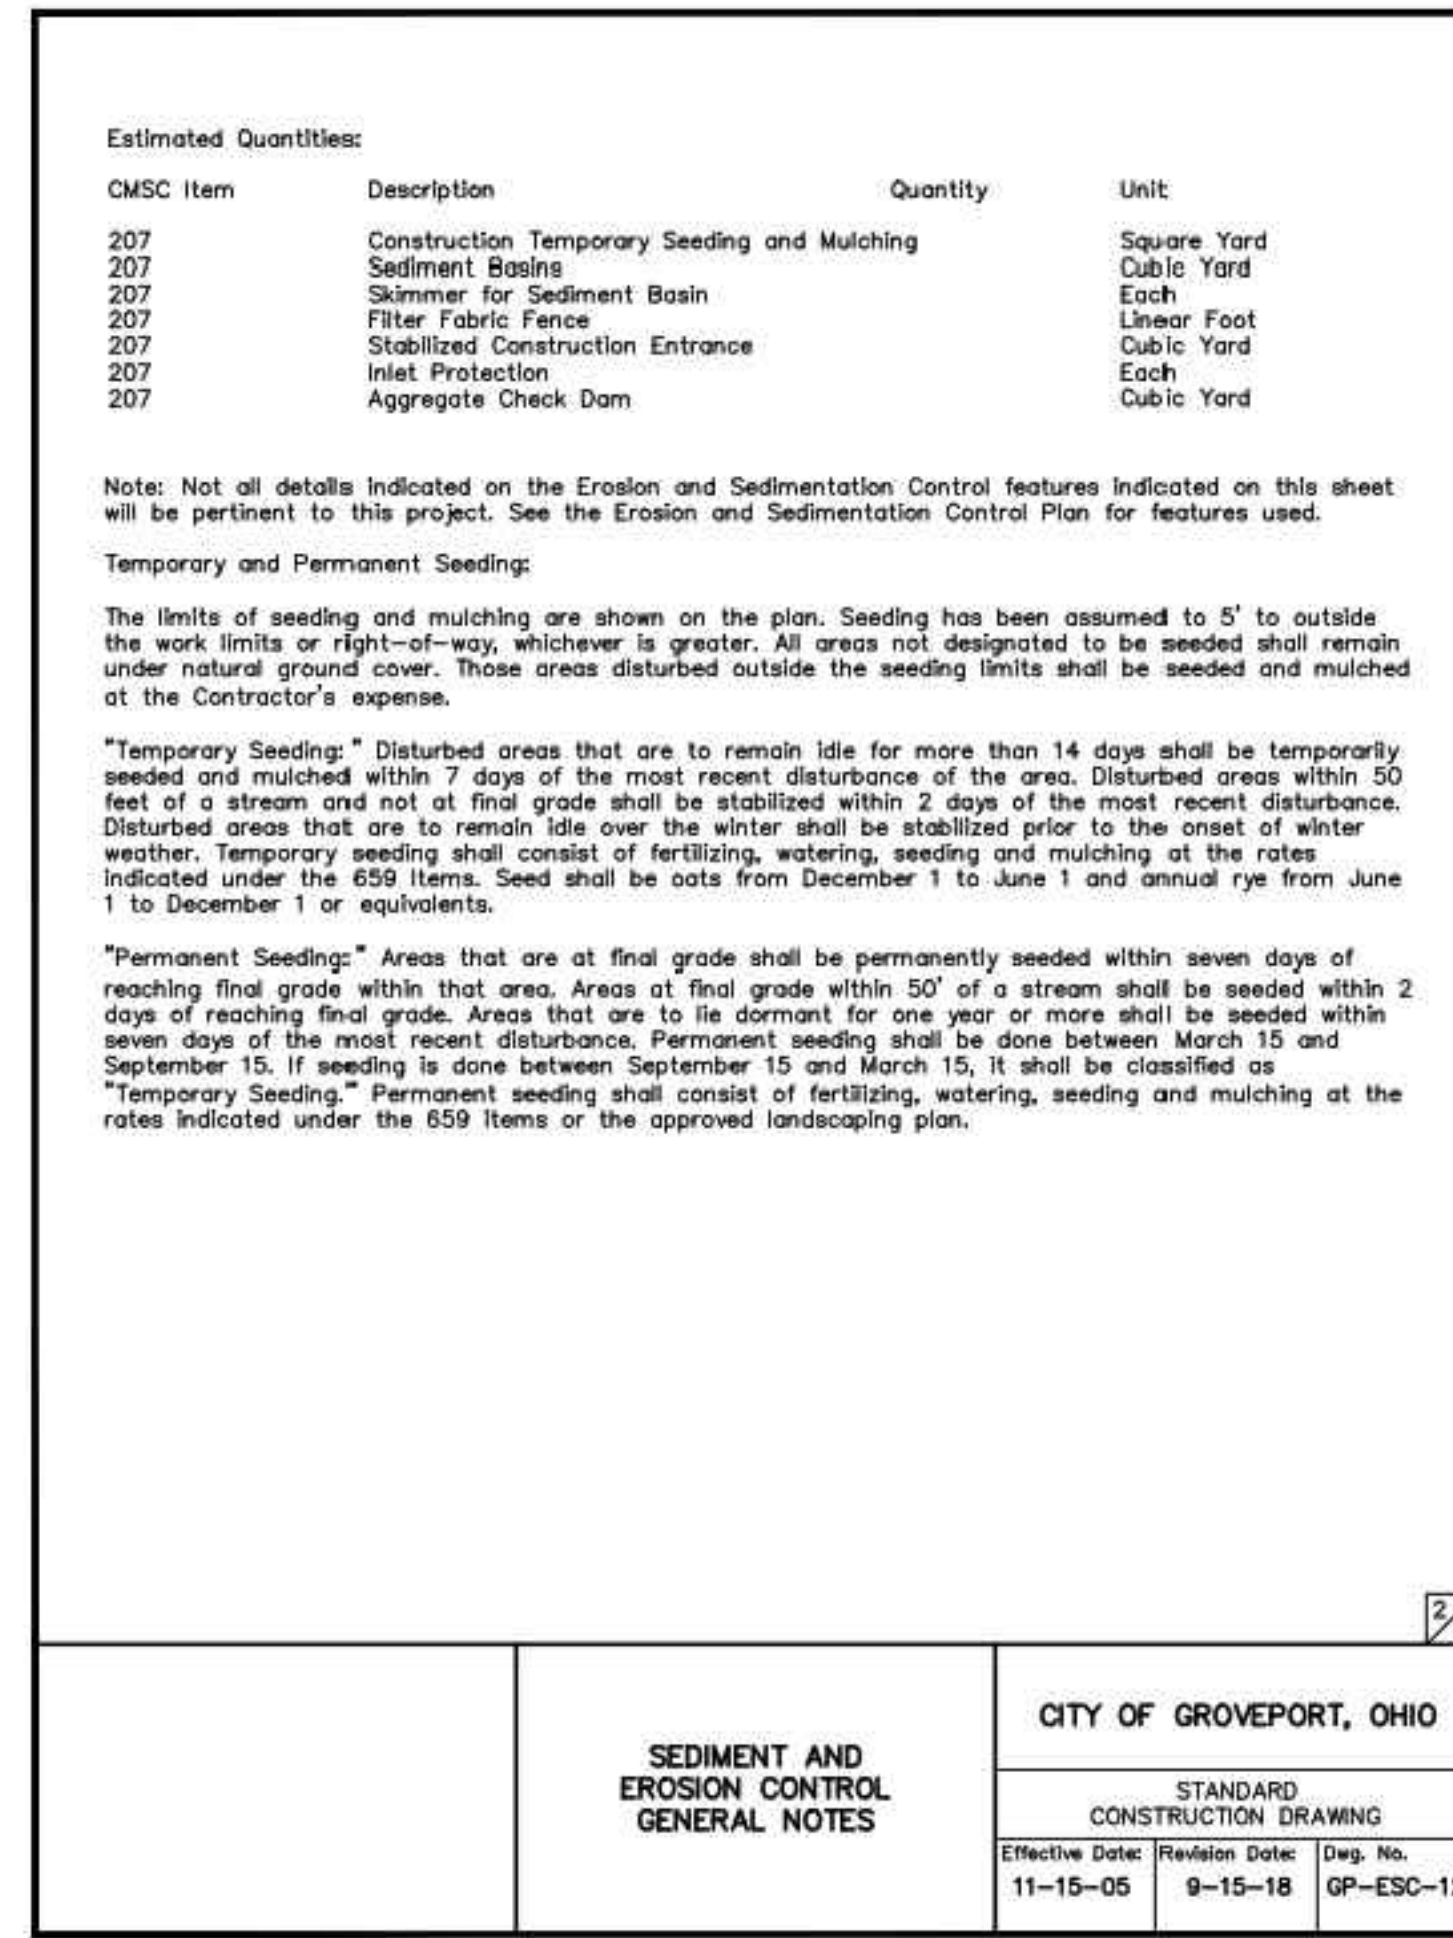 Estimated Quantities:
CMSC Item Description Quantity Unit
207 Construction Temporary Seeding and Mulching Square Yard
207 Sediment Basins Cubic Yard
207 Skimmer for Sediment Basin Each
207 Filter Fabric Fence Linear Foot
207 Stabilized Construction Entrance Cubic Yard
207 Inlet Protection Each
207 Aggregate Check Dam Cubic Yard
Note: Not all details indicated on the Erosion and Sedimentation Control features indicated on this sheet
will be pertinent to this project. See the Erosion and Sedimentation Control Plan for features used.
Temporary and Permanent Seeding:
The limits of seeding and mulching are shown on the plan. Seeding has been assumed to 5' to outside
the work limits or right-of-way, whichever is greater. All areas not designated to be seeded shall remain
under natural ground cover. Those areas disturbed outside the seeding limits shall be seeded and mulched
at the Contractor's expense.
"Temporary Seeding:" Disturbed areas that are to remain idle for more than 14 days shall be temporarily
seeded and mulched within 7 days of the most recent disturbance of the area. Disturbed areas within 50
feet of a stream and not at final grade shall be stabilized within 2 days of the most recent disturbance.
Disturbed areas that are to remain idle over the winter shall be stabilized prior to the onset of winter
weather. Temporary seeding shall consist of fertilizing, watering, seeding and mulching at the rates
indicated under the 659 Items. Seed shall be oats from December 1 to June 1 and annual rye from June
1 to December 1 or equivalents.
"Permanent Seeding:" Areas that are at final grade shall be permanently seeded within seven days of
reaching final grade within that area. Areas at final grade within 50' of a stream shall be seeded within 2
days of reaching final grade. Areas that are to lie dormant for one year or more shall be seeded within
seven days of the most recent disturbance. Permanent seeding shall be done between March 15 and
September 15. If seeding is done between September 15 and March 15, it shall be classified as
"Temporary Seeding." Permanent seeding shall consist of fertilizing, watering, seeding and mulching at the
rates indicated under the 659 Items or the approved landscaping plan.
2
SEDIMENT AND
EROSION CONTROL
GENERAL NOTES
CITY OF GROVEPORT, OHIO
STANDARD
CONSTRUCTION DRAWING
Effective Date: Revision Date: Dwg. No.
11-15-05 9-15-18 GP-ESC-1